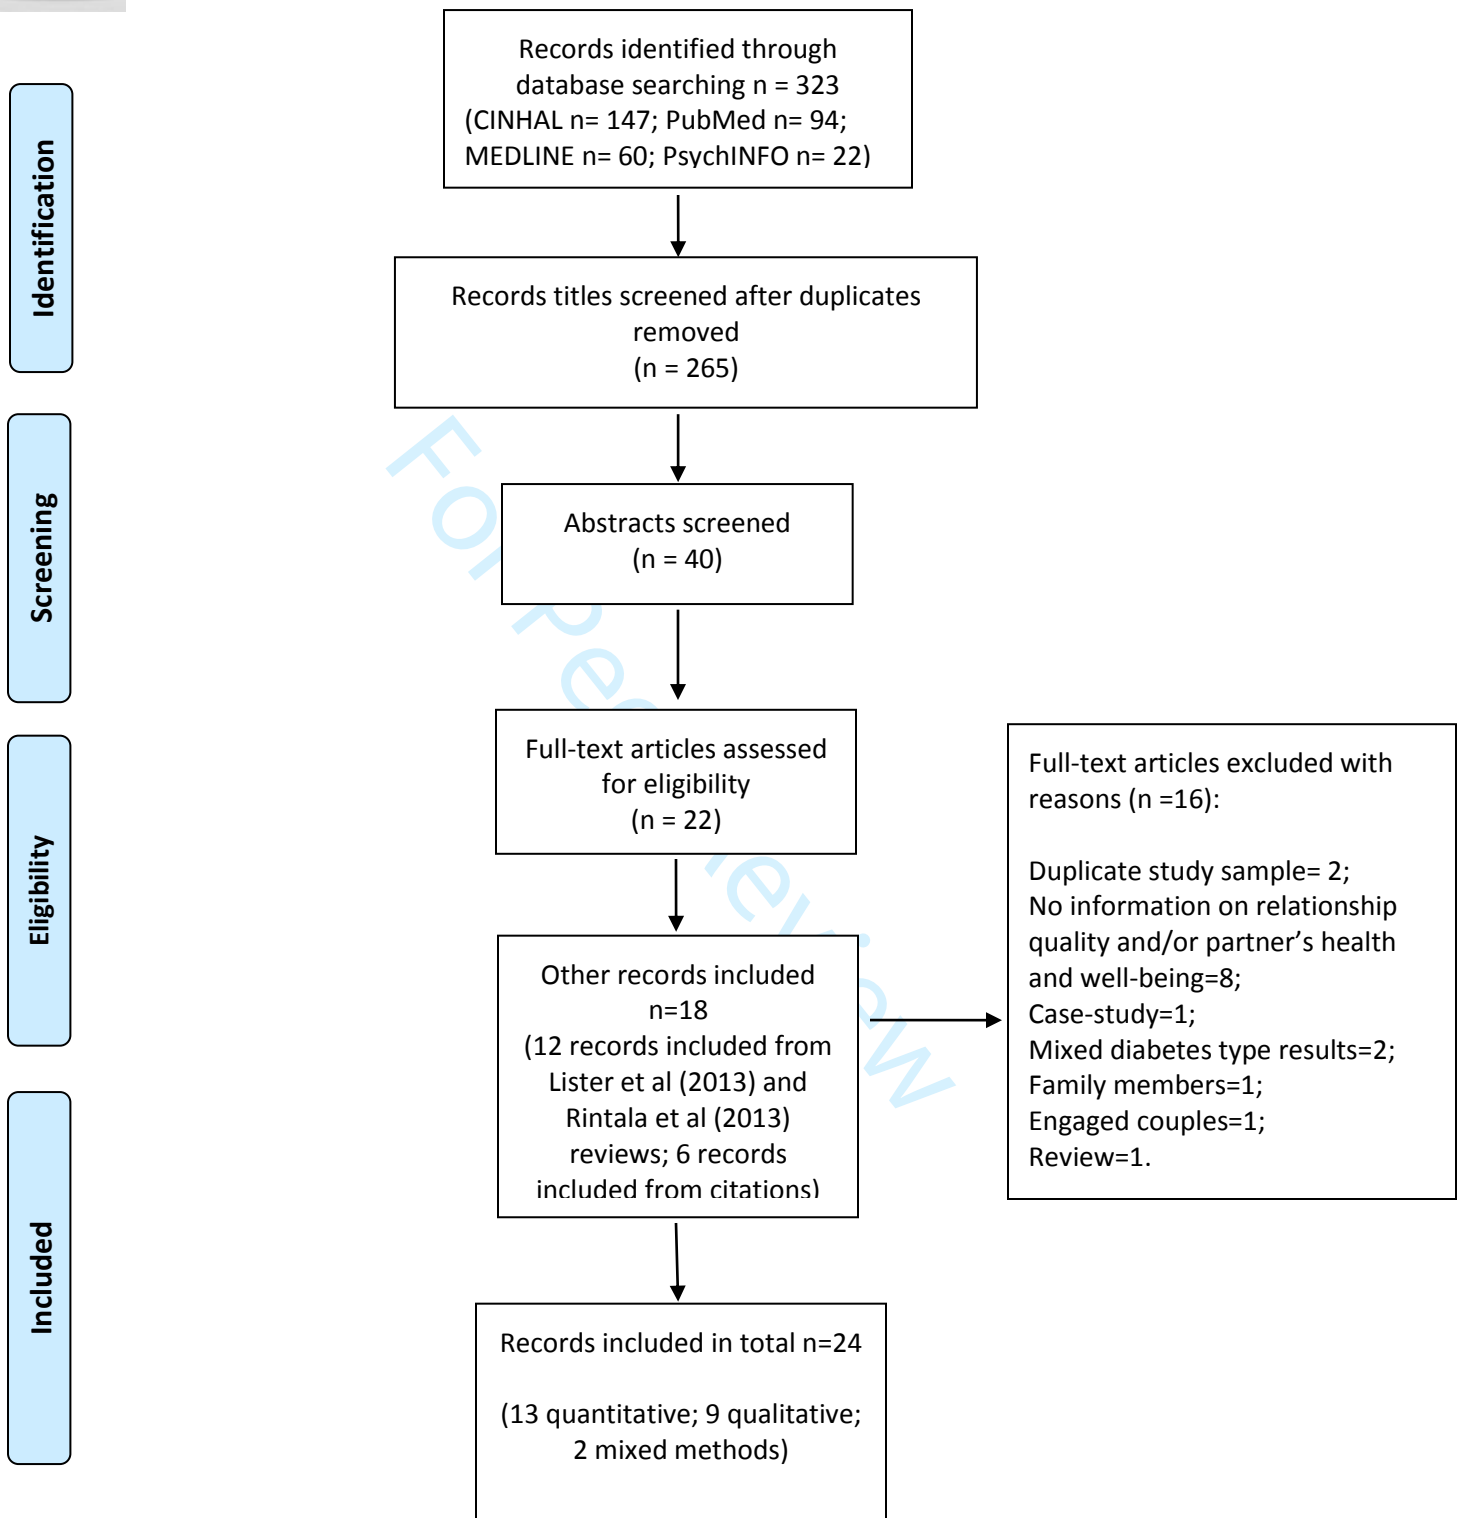 Records identified through
database searching n = 323
(CINHAL n= 147; PubMed n= 94;
MEDLINE n= 60; PsychINFO n= 22)
Identification
Records titles screened after duplicates
removed
(n = 265)
Screening
Abstracts screened
(n = 40)
For Peer Review
Eligibility
Full-text articles assessed
for eligibility
(n = 22)
Full-text articles excluded with
reasons (n =16):
Duplicate study sample= 2;
No information on relationship
quality and/or partner's health
and well-being=8;
Case-study=1;
Mixed diabetes type results=2;
Family members=1;
Engaged couples=1;
Review=1.
Other records included
n=18
(12 records included from
Lister et al (2013) and
Rintala et al (2013)
reviews; 6 records
included from citations)
Included
Records included in total n=24
(13 quantitative; 9 qualitative;
2 mixed methods)